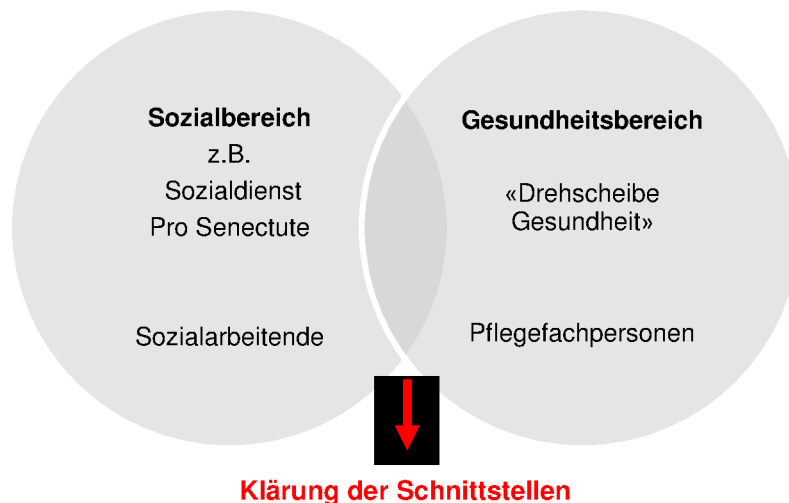 Sozialbereich
z.B.
Sozialdienst
Pro Senectute
Sozialarbeitende
Gesundheitsbereich
«Drehscheibe
Gesundheit»
Pflegefachpersonen
Klärung der Schnittstellen